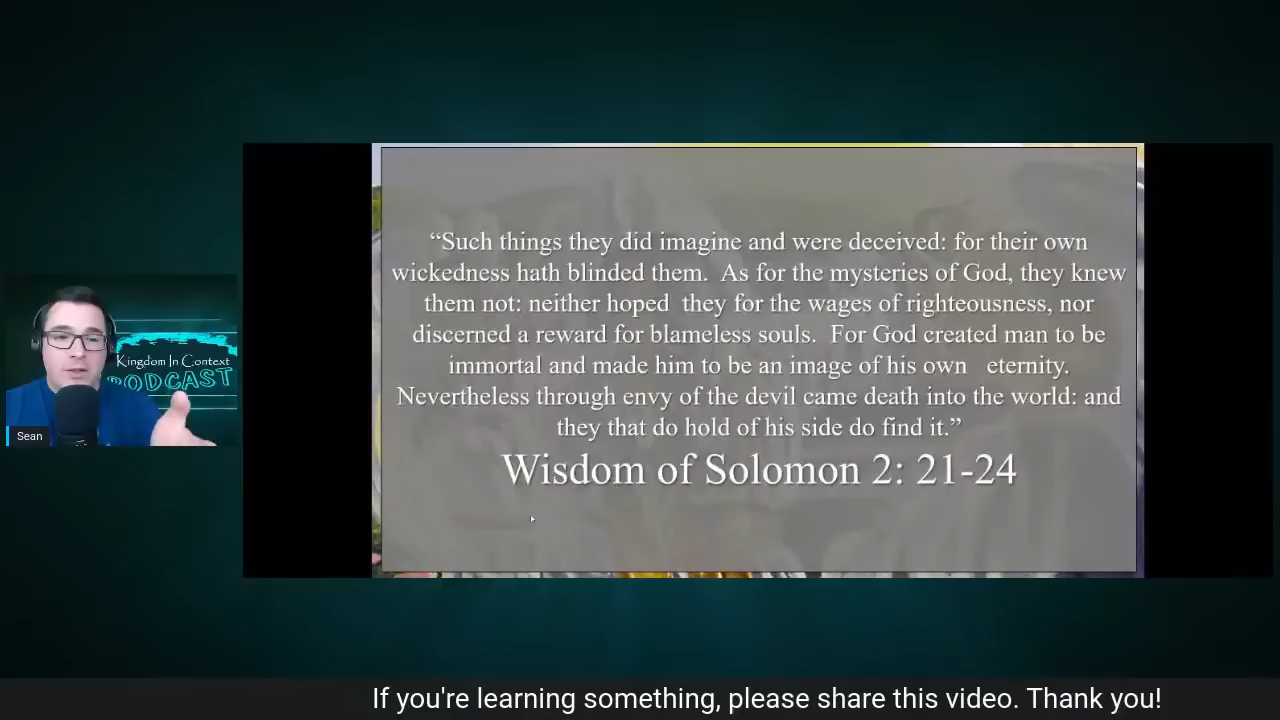 “Such things they did imagine and were deceived: for their own
wickedness hath blinded them. As for the mysteries of God, they knew
them not: neither hoped they for the wages of righteousness, nor
discerned a reward for blameless souls. For God created man to be
immortal and made him to be an image of his own eternity.
Nevertheless through envy of the devil came death into the world: and
they that do hold of his side do find it.”
Wisdom of Solomon 2: 21-24
Kingdom In Context
PODCAST
Sean
If you're learning something, please share this video. Thank you!